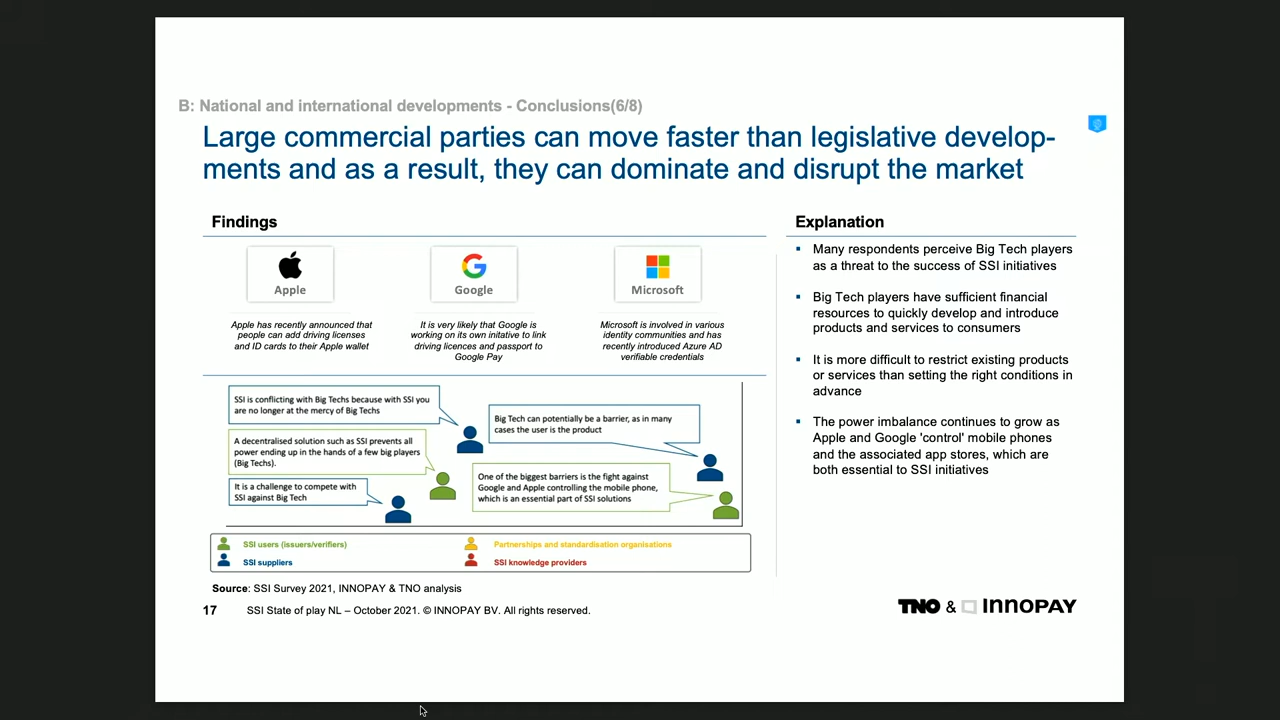 B: National and international developments - Conclusions(6/8)
Large commercial parties can move faster than legislative develop-
ments and as a result, they can dominate and disrupt the market
Findings
Apple
Google
Microsoft
Apple has recently announced that
people can add driving licenses
and ID cards to their Apple wallet
It is very likely that Google is
working on its own initative to link
driving licences and passport to
Google Pay
Microsoft is involved in various
identity communities and has
recently introduced Azure AD
verifiable credentials
SSI is conflicting with Big Techs because with SSI you
are no longer at the mercy of Big Techs
Big Tech can potentially be a barrier, as in many
cases the user is the product
A decentralised solution such as SSI prevents all
power ending up in the hands of a few big players
(Big Techs).
One of the biggest barriers is the fight against
Google and Apple controlling the mobile phone,
which is an essential part of SSI solutions
It is a challenge to compete with
SSI against Big Tech
SSI users (issuers/verifiers)
Partnerships and standardisation organisations
SSI suppliers
SSI knowledge providers
Explanation
Many respondents perceive Big Tech players
as a threat to the success of SSI initiatives
Big Tech players have sufficient financial
resources to quickly develop and introduce
products and services to consumers
It is more difficult to restrict existing products
or services than setting the right conditions in
advance
The power imbalance continues to grow as
Apple and Google 'control' mobile phones
and the associated app stores, which are
both essential to SSI initiatives
Source: SSI Survey 2021, INNOPAY & TNO analysis
17 SSI State of play NL – October 2021. © INNOPAY BV. All rights reserved.
TNO & INNOPAY